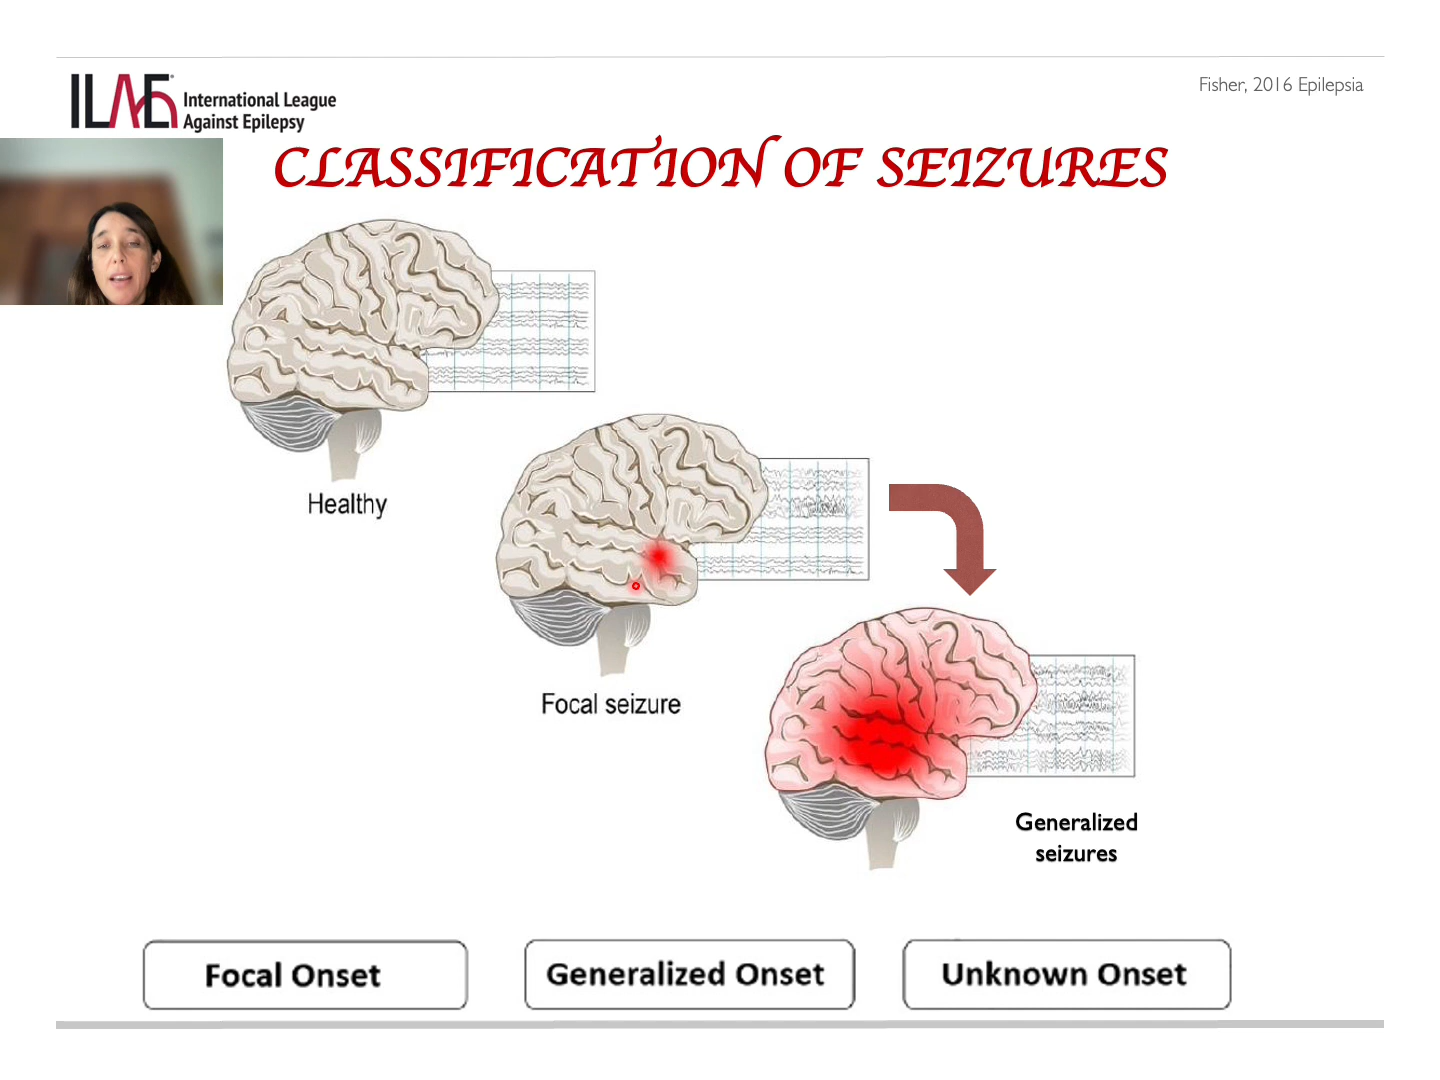 ILAE International League
Against Epilepsy
Fisher, 2016 Epilepsia
CLASSIFICATION OF SEIZURES
Healthy
Focal seizure
Generalized
seizures
Focal Onset
Generalized Onset
Unknown Onset